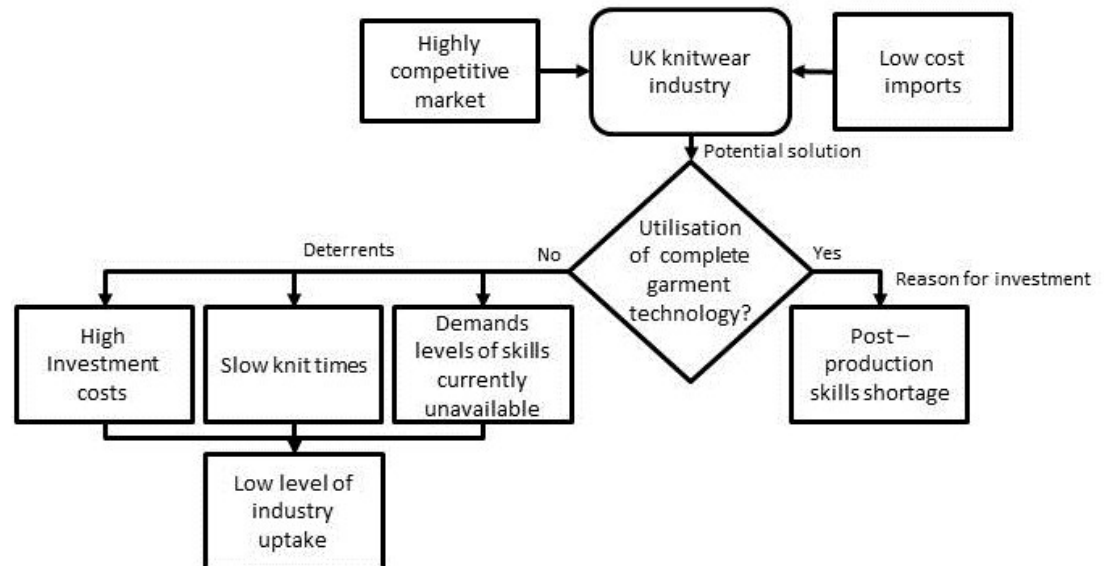 Highly
competitive
market
UK knitwear
industry
Low cost
imports
Potential solution
Utilisation
of complete
garment
technology?
Deterrents
No
Yes
Reason for investment
High
Investment
costs
Slow knit times
Demands
levels of skills
currently
unavailable
Post –
production
skills shortage
Low level of
industry
uptake